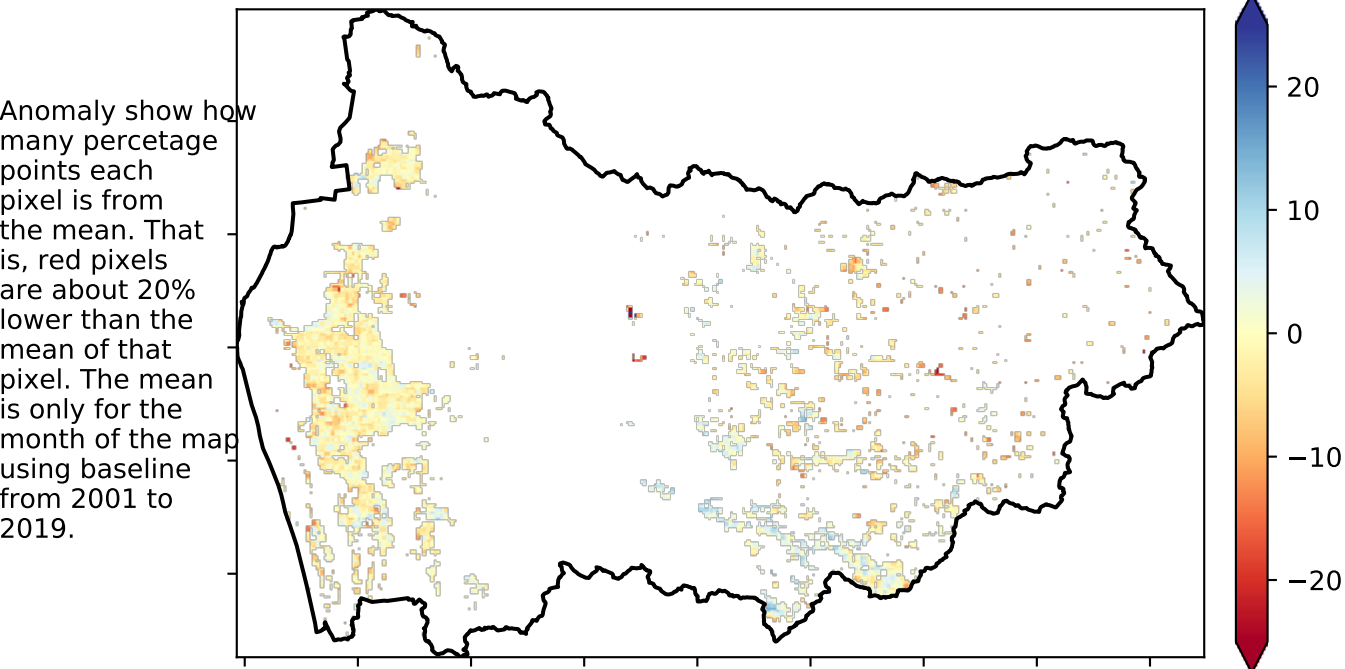 Anomaly show how
many percetage
points each
pixel is from
the mean. That
is, red pixels
are about 20%
lower than the
mean of that
pixel. The mean
is only for the
month of the map
using baseline
from 2001 to
2019.
20
10
0
−10
−20